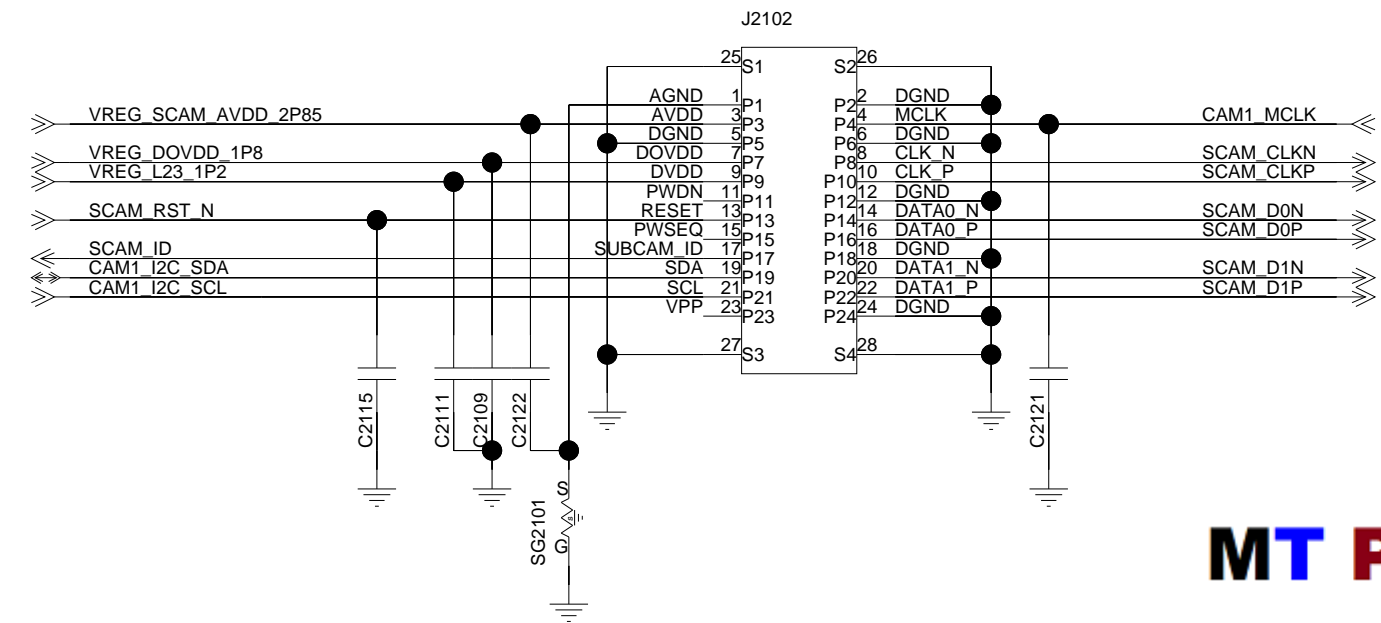 J2102
25 S1 S2 26
AGND 1 P1 P2 2 DGND
VREG_SCAM_AVDD_2P85 AVDD 3 P3 P4 4 MCLK CAM1_MCLK
DGND 5 P5 P6 6 DGND
VREG_DOVDD_1P8 DOVDD 7 P7 P8 8 CLK_N SCAM_CLKN
VREG_L23_1P2 DVDD 9 P9 P10 10 CLK_P SCAM_CLKP
PWDN 11 P11 P12 12 DGND
SCAM_RST_N RESET 13 P13 P14 14 DATA0_N SCAM_D0N
PWSEQ 15 P15 P16 16 DATA0_P SCAM_D0P
SCAM_ID SUBCAM_ID 17 P17 P18 18 DGND
CAM1_I2C_SDA SDA 19 P19 P20 20 DATA1_N SCAM_D1N
CAM1_I2C_SCL SCL 21 P21 P22 22 DATA1_P SCAM_D1P
VPP 23 P23 P24 24 DGND
27 S3 S4 28
C2115 C2111 C2109 C2122 C2121
S
SG2101
G
MT P